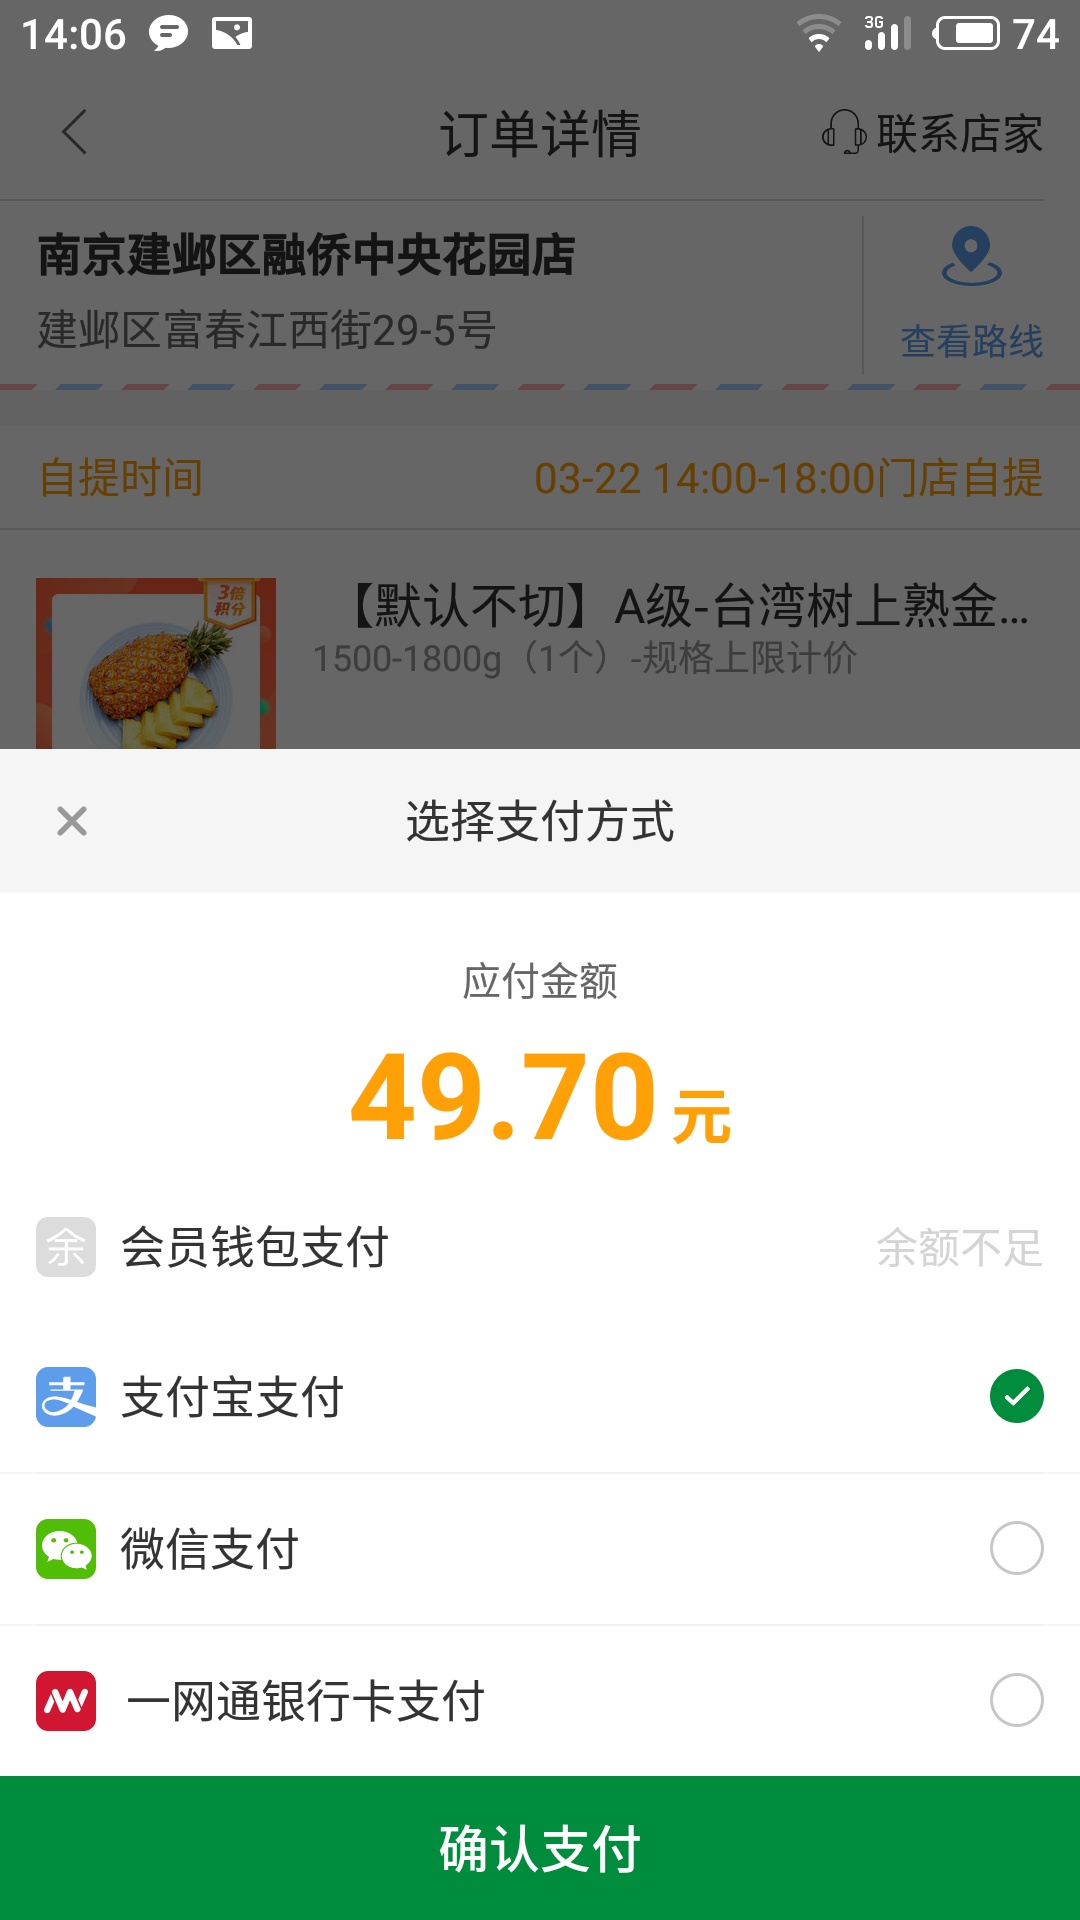 14:06 3G 74
订单详情 联系店家
南京建邺区融侨中央花园店
建邺区富春江西街29-5号
查看路线
自提时间 03-22 14:00-18:00门店自提
3倍
积分
【默认不切】A级-台湾树上熟金...
1500-1800g（1个）-规格上限计价
选择支付方式
应付金额
49.70元
余 会员钱包支付 余额不足
支 支付宝支付
微信支付
一网通银行卡支付
确认支付